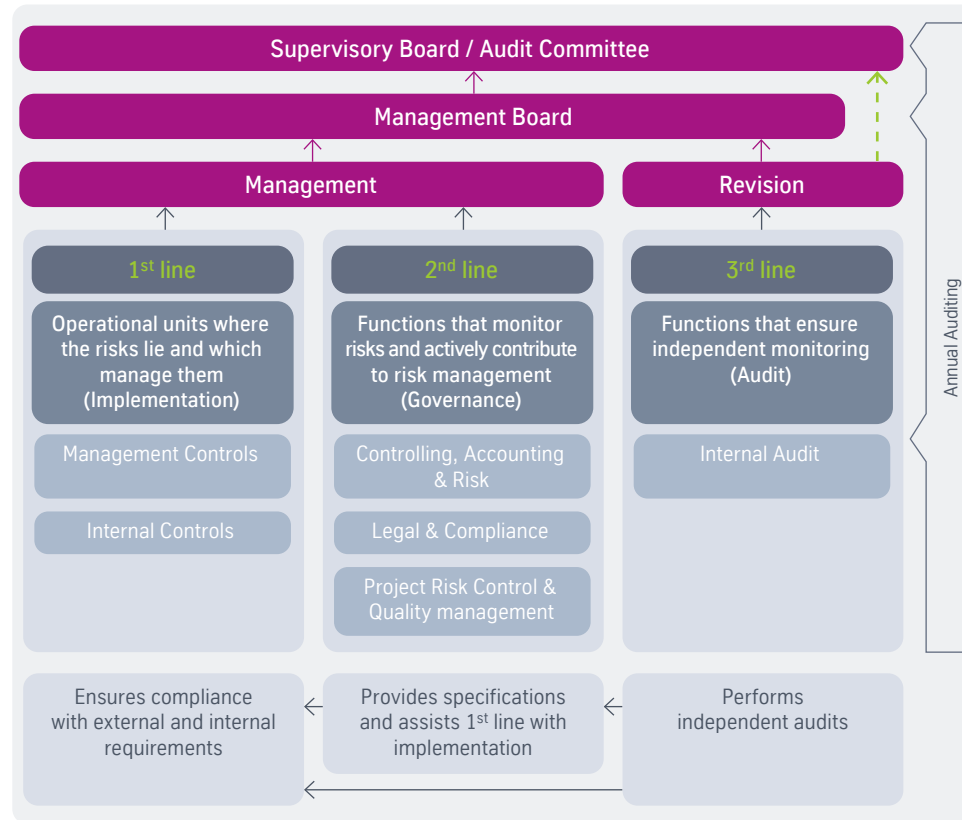 Supervisory Board / Audit Committee
Management Board
Management
Revision
1st line
Operational units where
the risks lie and which
manage them
(Implementation)
Management Controls
Internal Controls
2nd line
Functions that monitor
risks and actively contribute
to risk management
(Governance)
Controlling, Accounting
& Risk
Legal & Compliance
Project Risk Control &
Quality management
3rd line
Functions that ensure
independent monitoring
(Audit)
Internal Audit
Annual Auditing
Ensures compliance
with external and internal
requirements
Provides specifications
and assists 1st line with
implementation
Performs
independent audits